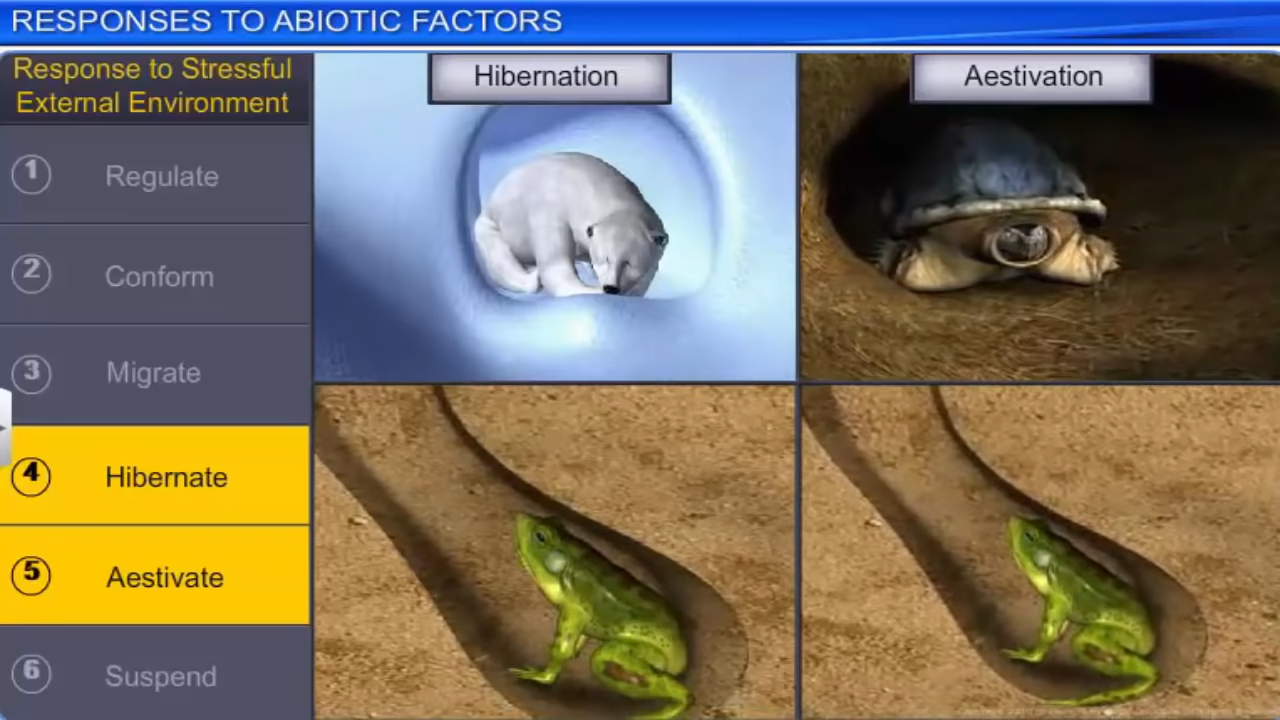 RESPONSES TO ABIOTIC FACTORS
Response to Stressful
External Environment
1 Regulate
2 Conform
3 Migrate
4 Hibernate
5 Aestivate
6 Suspend
Hibernation
Aestivation